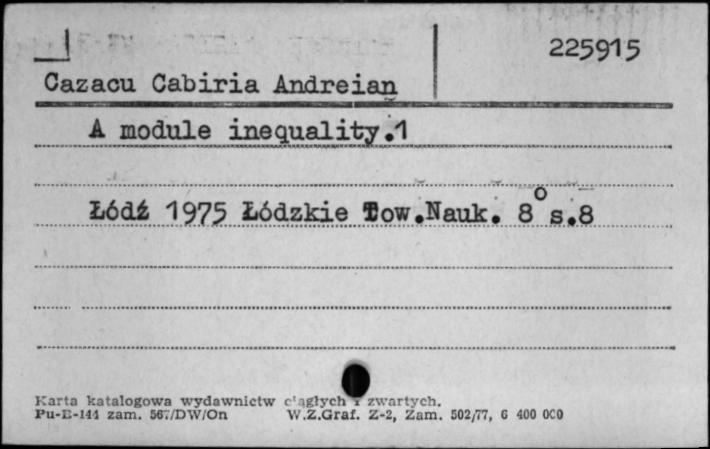 225915
Cazacu Cabiria Andreian
A module inequality.1
Łódź 1975 Łódzkie Tow.Nauk. 8° s.8
Karta katalogowa wydawnictw ciągłych i zwartych.
Pu-E-144 zam. 567/DW/On W.Z.Graf. Z-2, Zam. 502/77, 6 400 000